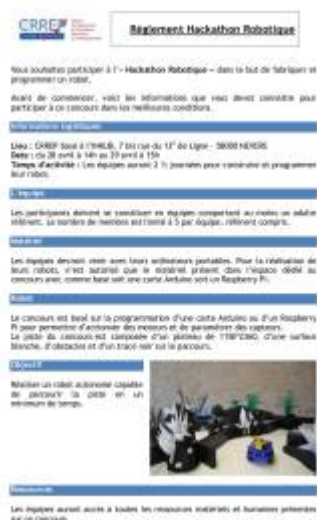 CRREP
Règlement Hackathon Robotique
Vous souhaitez participer à l'« Hackathon Robotique » dans le but de fabriquer et
programmer un robot.
Avant de commencer, voici les informations que vous devez connaître pour
participer à ce concours dans les meilleures conditions.
Informations logistiques
Lieu : CRREP basé à l'INKUB, 7 bis rue du 13e de Ligne - 58000 NEVERS
Date : du 28 avril à 14h au 29 avril à 15h
Temps d'activité : Les équipes auront 2 ½ journées pour construire et programmer
leur robot.
L'équipe
Les participants doivent se constituer en équipes comportant au moins un adulte
référent. Le nombre de membre est limité à 5 par équipe, référent compris.
Matériel
Les équipes devront venir avec leurs ordinateurs portables. Pour la réalisation de
leurs robots, n'est autorisé que le matériel présent dans l'espace dédié au
concours avec comme base soit une carte Arduino soit un Raspberry Pi.
Robot
Le concours est basé sur la programmation d'une carte Arduino ou d'un Raspberry
Pi pour permettre d'actionner des moteurs et de paramétrer des capteurs.
La piste du concours est composée d'un plateau de d'une surface
blanche, d'obstacles et d'un tracé noir sur le parcours.
Objectif
Réaliser un robot autonome capable
de parcourir la piste en un
minimum de temps.
Ressources
Les équipes auront accès à toutes les ressources matériels et humaines présentes
sur ce concours.